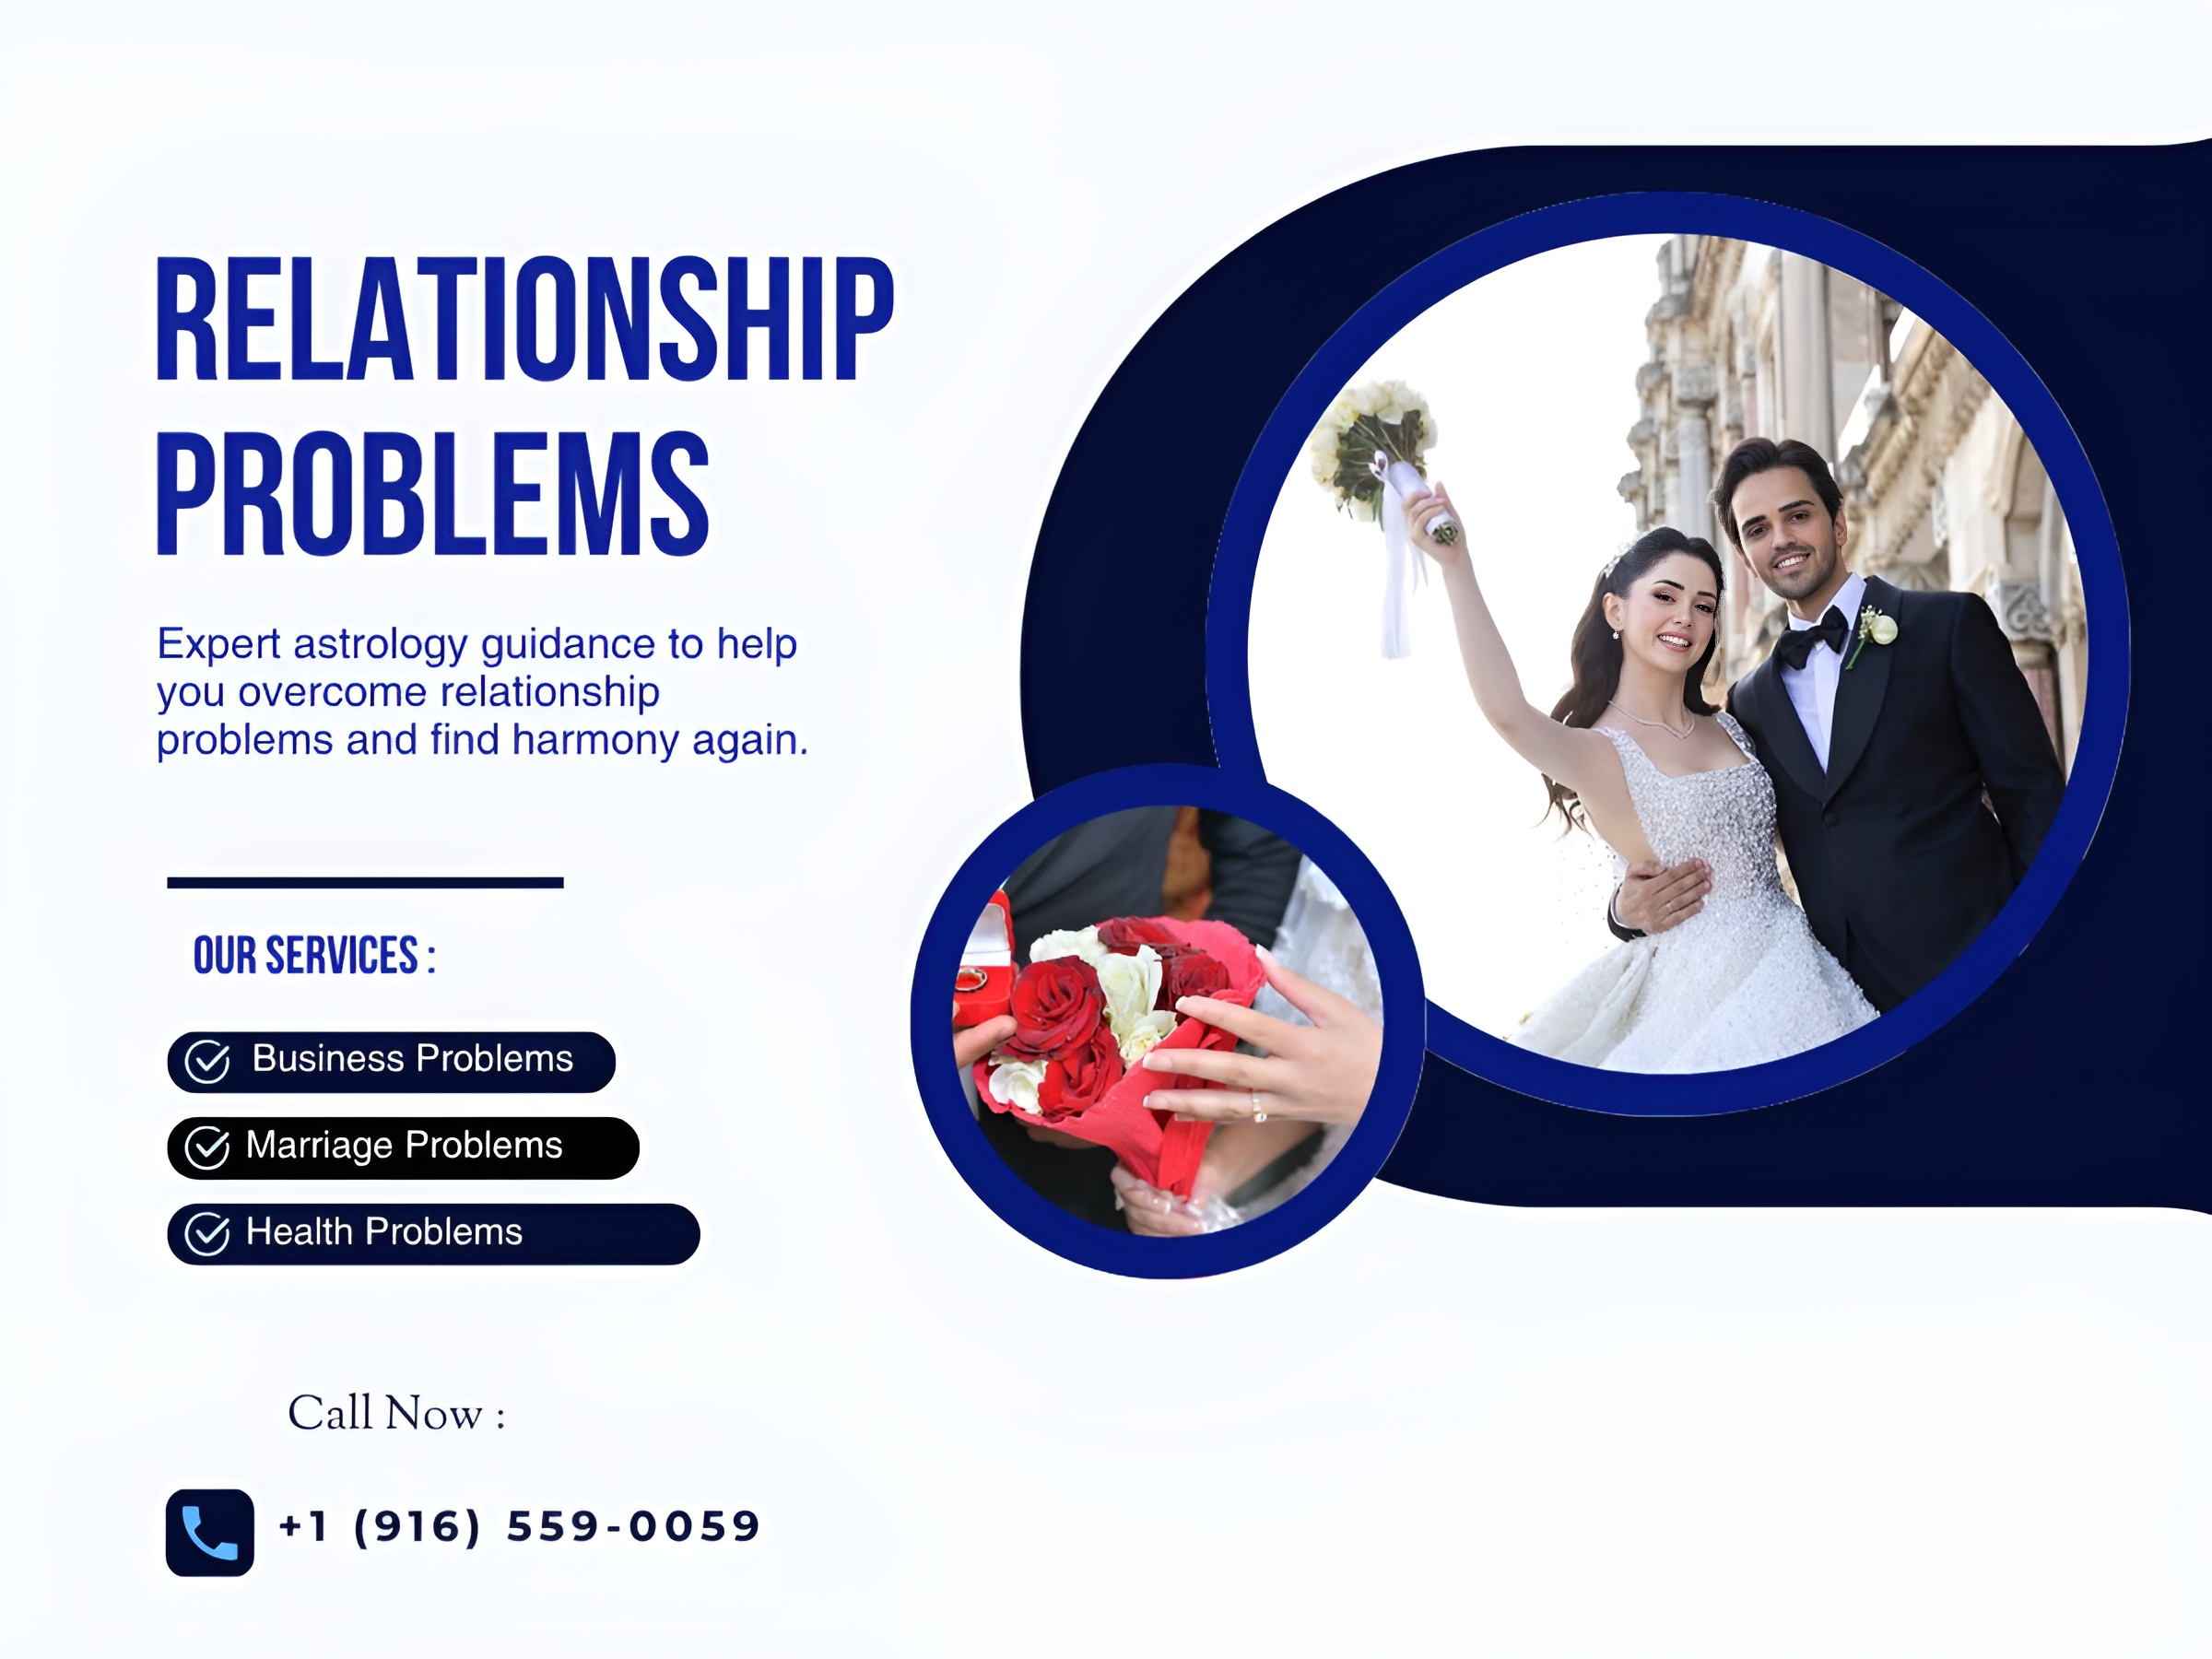 RELATIONSHIP
PROBLEMS
Expert astrology guidance to help
you overcome relationship
problems and find harmony again.
OUR SERVICES :
Business Problems
Marriage Problems
Health Problems
Call Now :
+1 (916) 559-0059